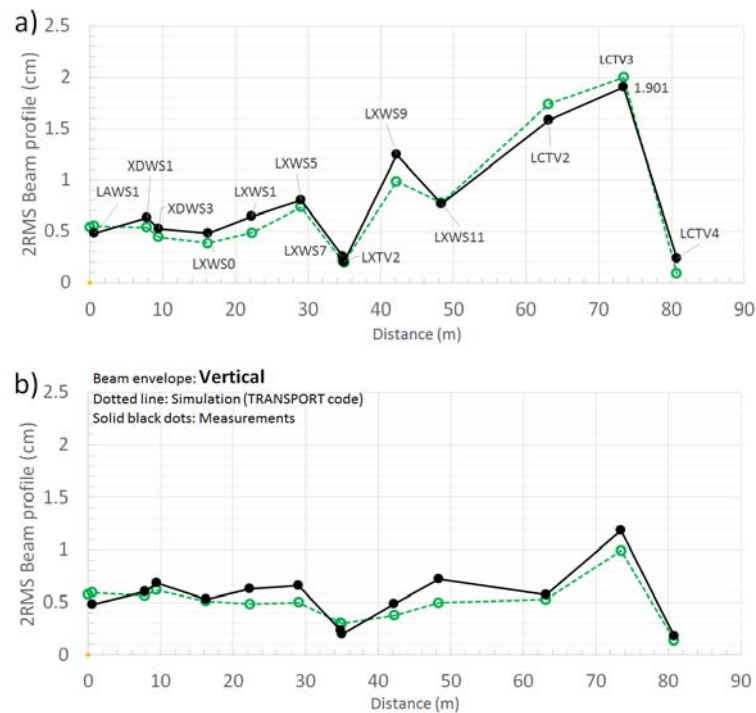 a)
2RMS Beam profile (cm)
2.5
2
1.5
1
0.5
0
LAWS1
XDWS1
XDWS3
LXWS0
LXWS1
LXWS5
LXWS7
LXTV2
LXWS9
LXWS11
LCTV2
LCTV3
1.901
LCTV4
0 10 20 30 40 50 60 70 80 90
Distance (m)
b)
Beam envelope: Vertical
Dotted line: Simulation (TRANSPORT code)
Solid black dots: Measurements
2RMS Beam profile (cm)
2.5
2
1.5
1
0.5
0
0 10 20 30 40 50 60 70 80 90
Distance (m)